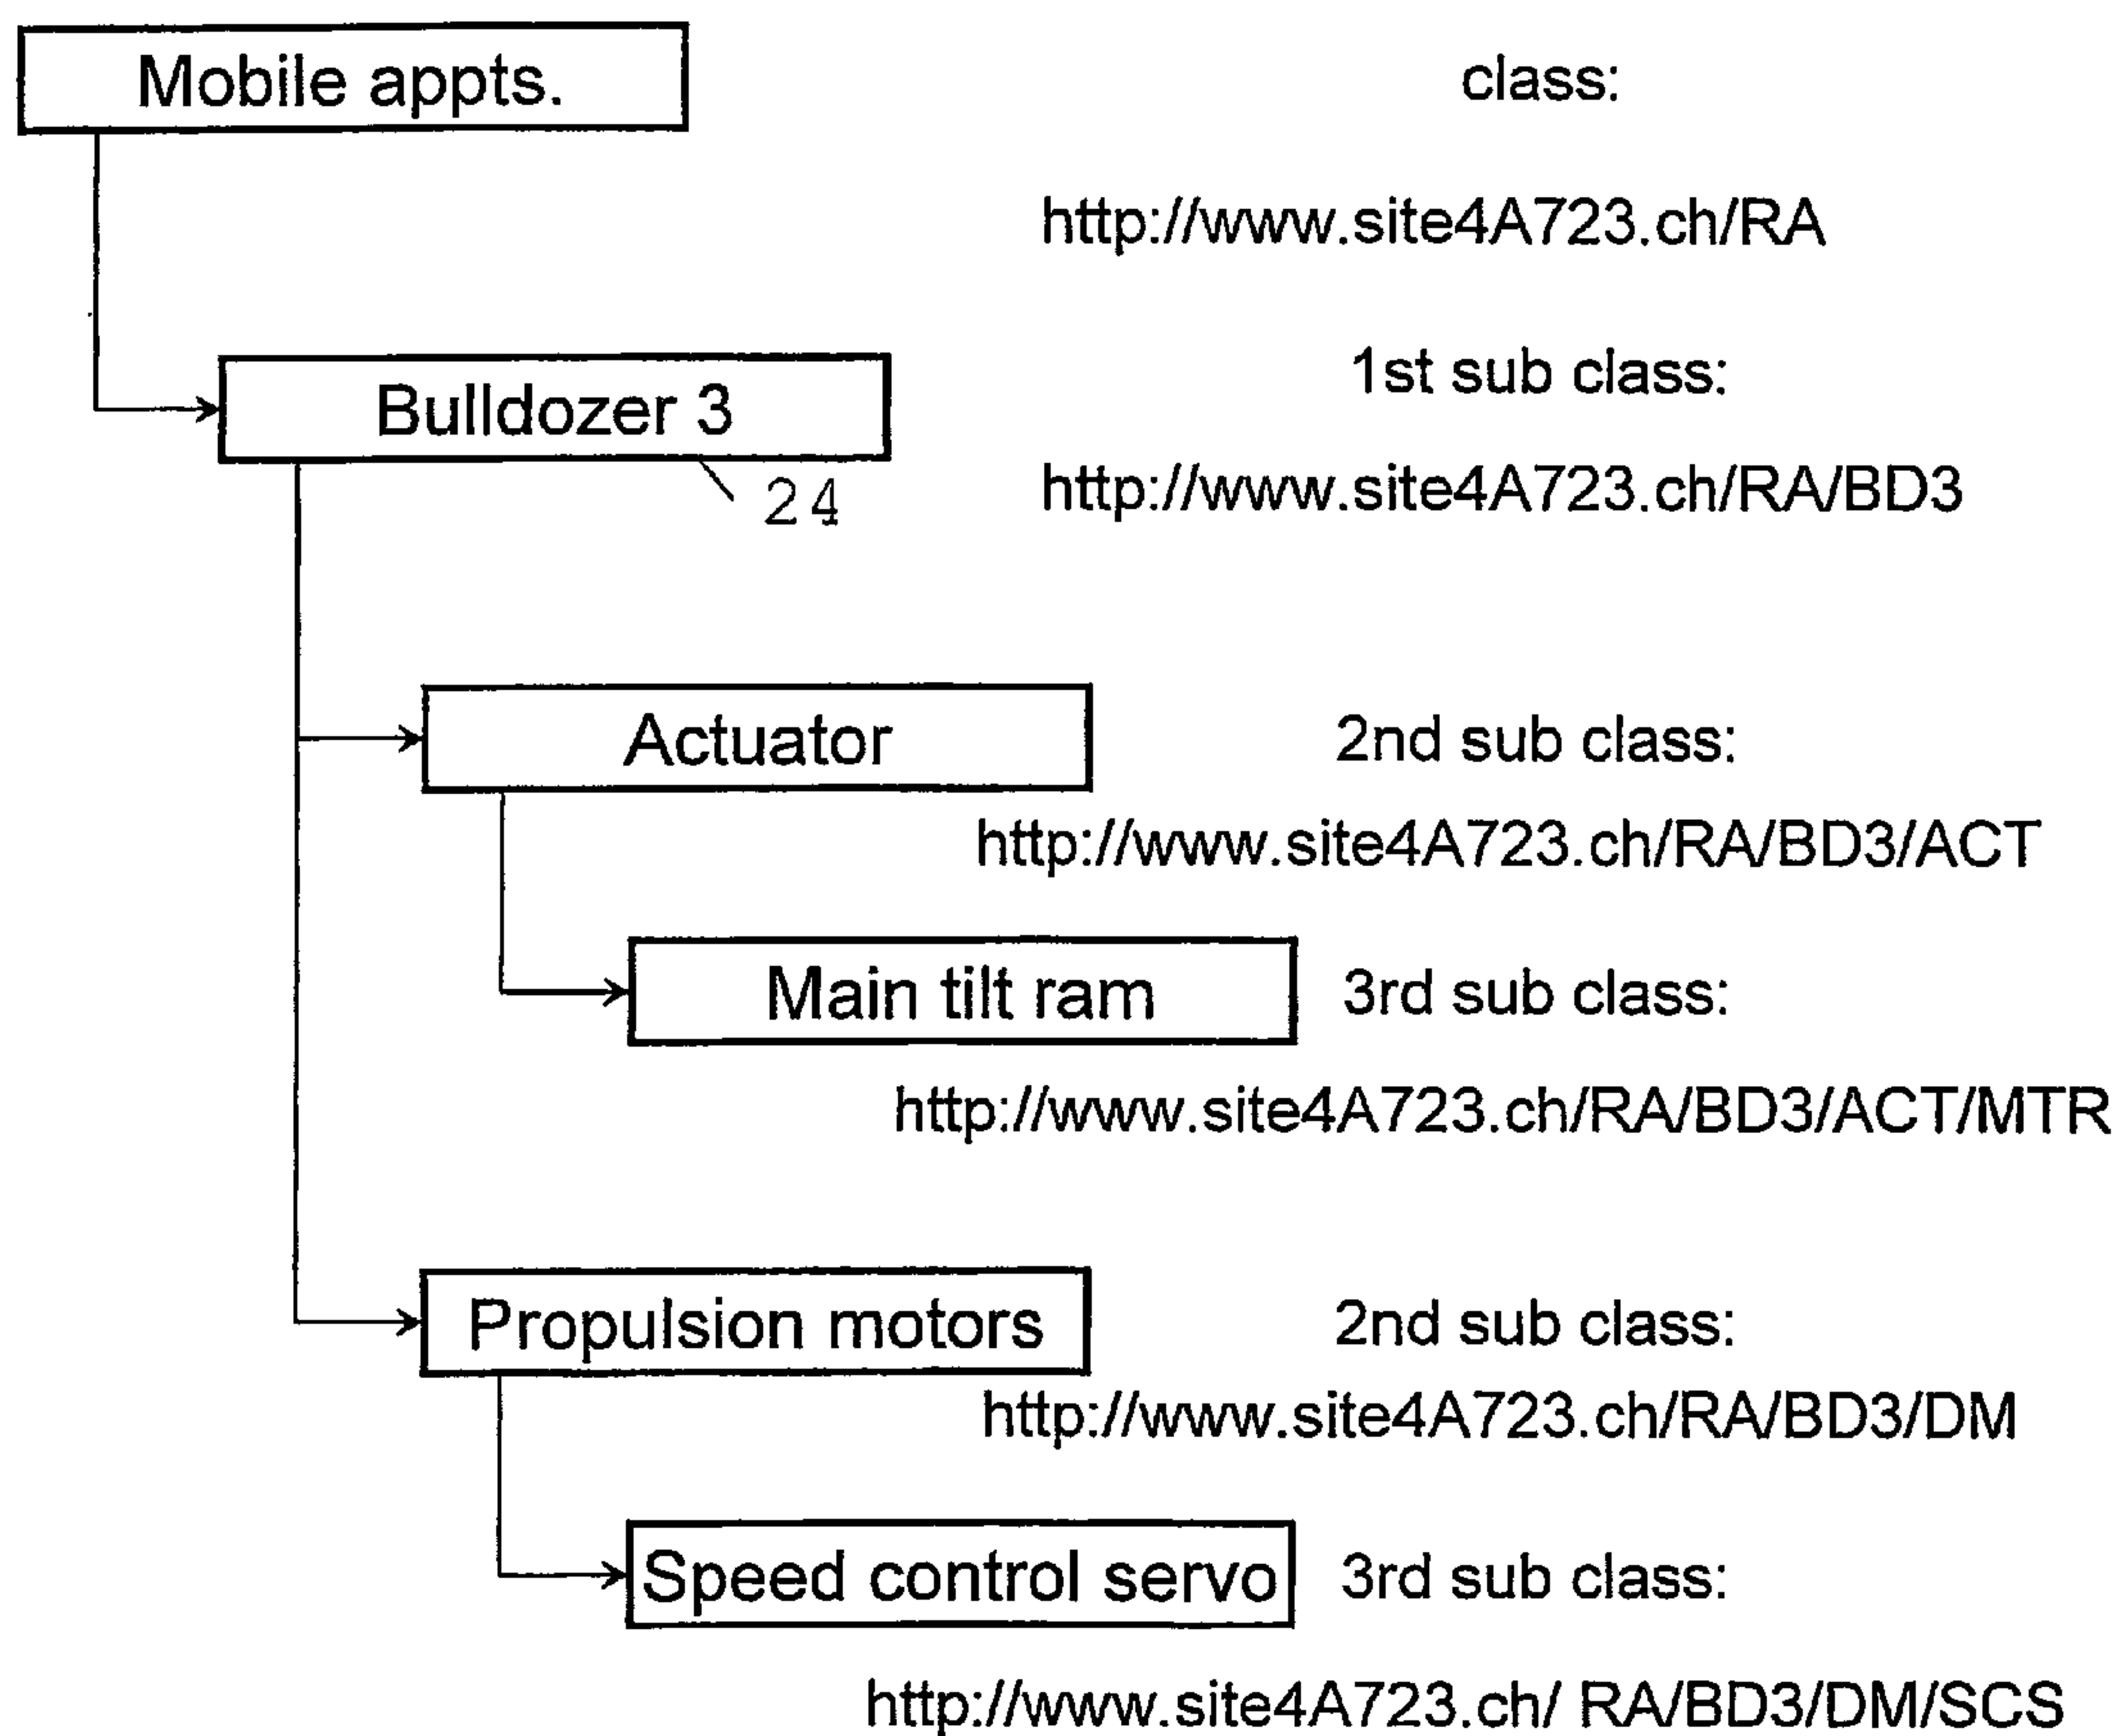 Mobile appts.
class:
http://www.site4A723.ch/RA
Bulldozer 3
1st sub class:
24
http://www.site4A723.ch/RA/BD3
Actuator
2nd sub class:
http://www.site4A723.ch/RA/BD3/ACT
Main tilt ram
3rd sub class:
http://www.site4A723.ch/RA/BD3/ACT/MTR
Propulsion motors
2nd sub class:
http://www.site4A723.ch/RA/BD3/DM
Speed control servo
3rd sub class:
http://www.site4A723.ch/ RA/BD3/DM/SCS